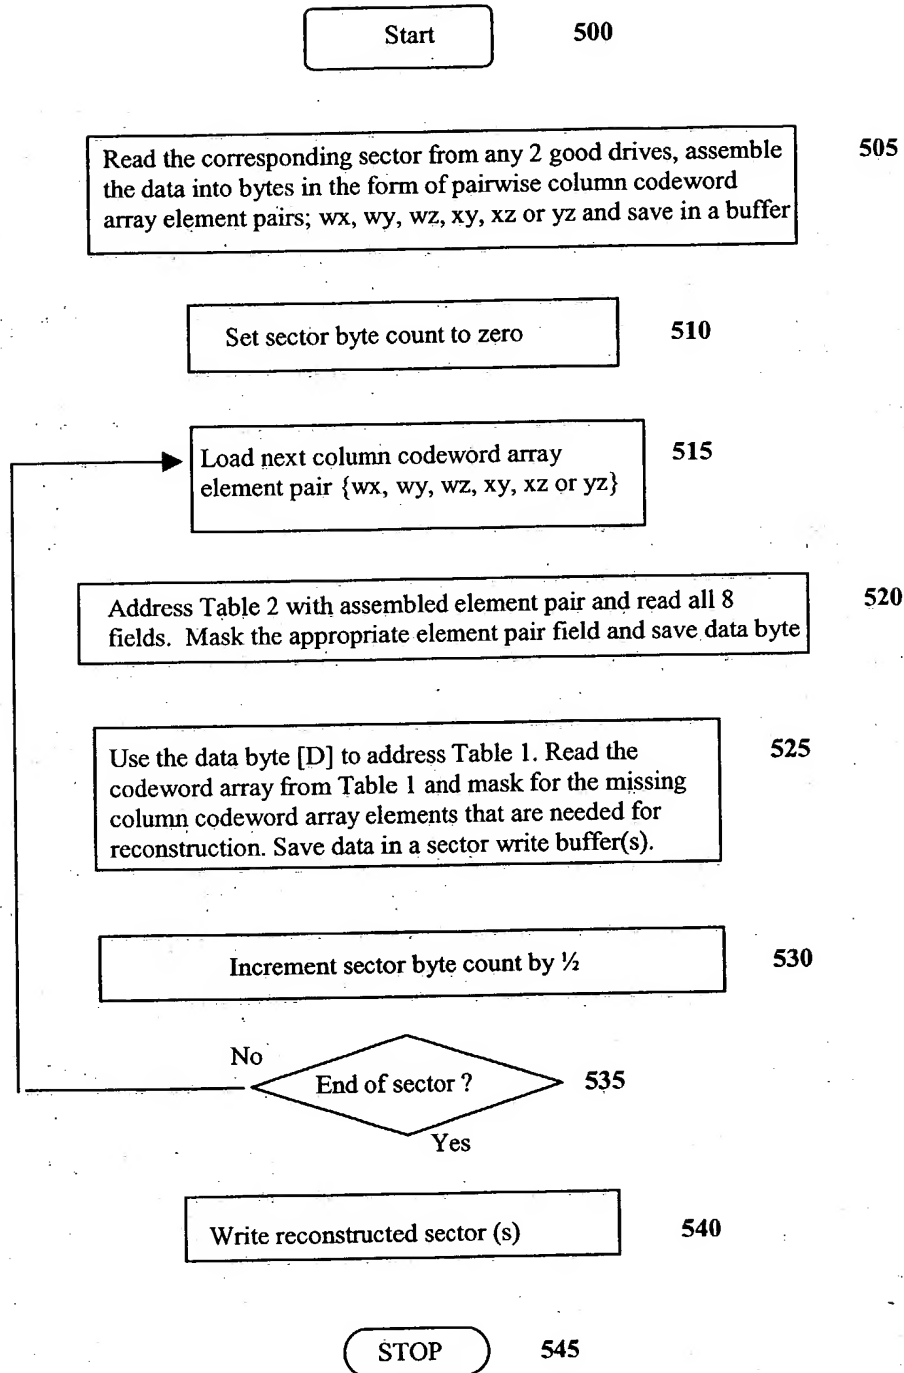 Start 500
Read the corresponding sector from any 2 good drives, assemble 505
the data into bytes in the form of pairwise column codeword
array element pairs; wx, wy, wz, xy, xz or yz and save in a buffer
Set sector byte count to zero 510
Load next column codeword array 515
element pair {wx, wy, wz, xy, xz or yz}
Address Table 2 with assembled element pair and read all 8 520
fields. Mask the appropriate element pair field and save data byte
Use the data byte [D] to address Table 1. Read the 525
codeword array from Table 1 and mask for the missing
column codeword array elements that are needed for
reconstruction. Save data in a sector write buffer(s).
Increment sector byte count by ½ 530
No
End of sector ? 535
Yes
Write reconstructed sector (s) 540
STOP 545